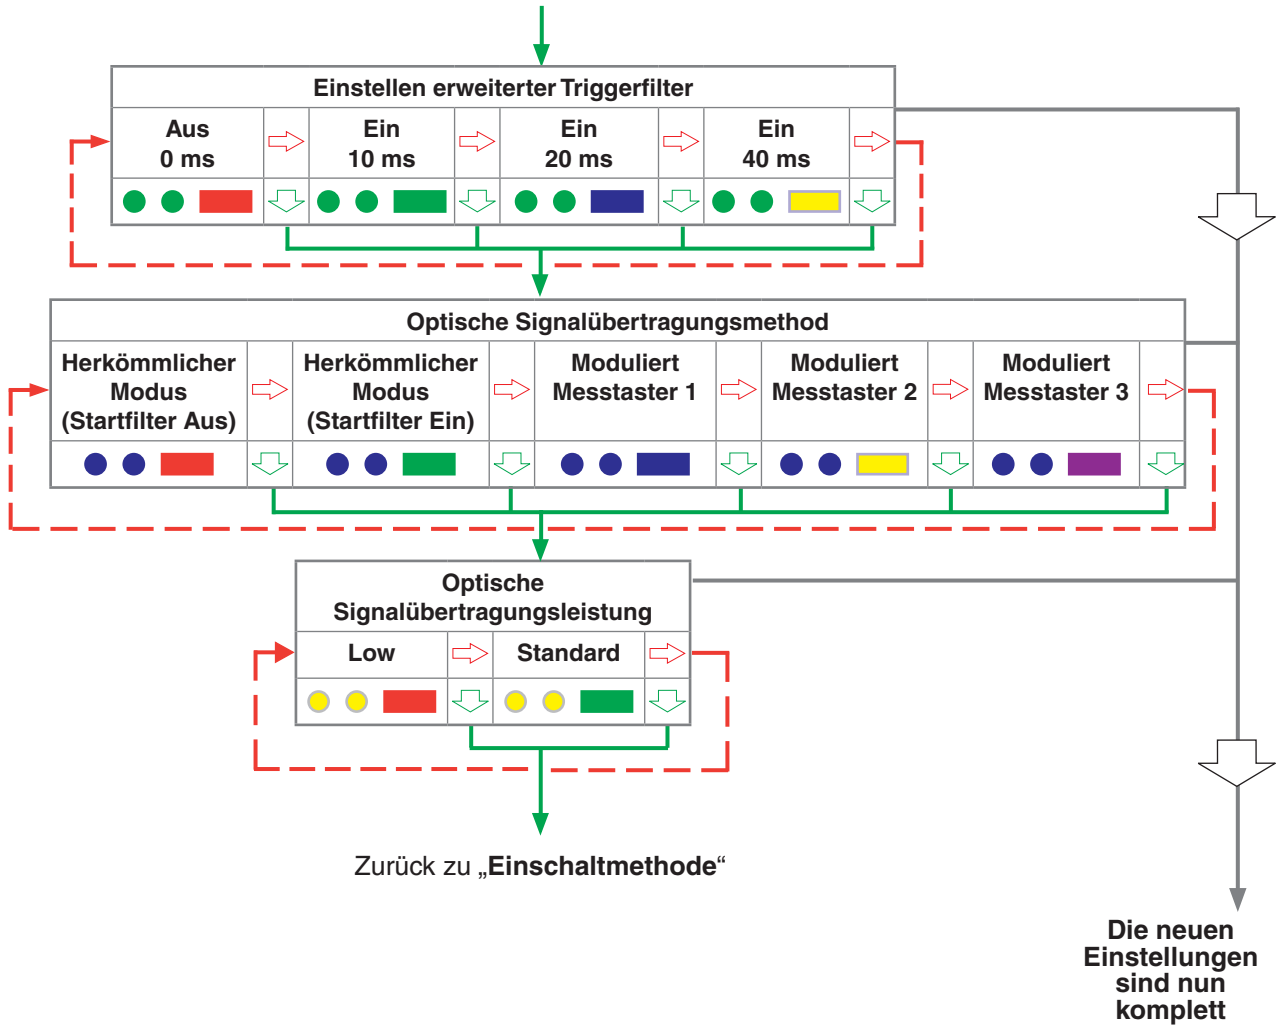 Einstellen erweiterter Triggerfilter
Aus
0 ms
Ein
10 ms
Ein
20 ms
Ein
40 ms
Optische Signalübertragungsmethod
Herkömmlicher
Modus
(Startfilter Aus)
Herkömmlicher
Modus
(Startfilter Ein)
Moduliert
Messtaster 1
Moduliert
Messtaster 2
Moduliert
Messtaster 3
Optische
Signalübertragungsleistung
Low
Standard
Zurück zu „Einschaltmethode“
Die neuen
Einstellungen
sind nun
komplett